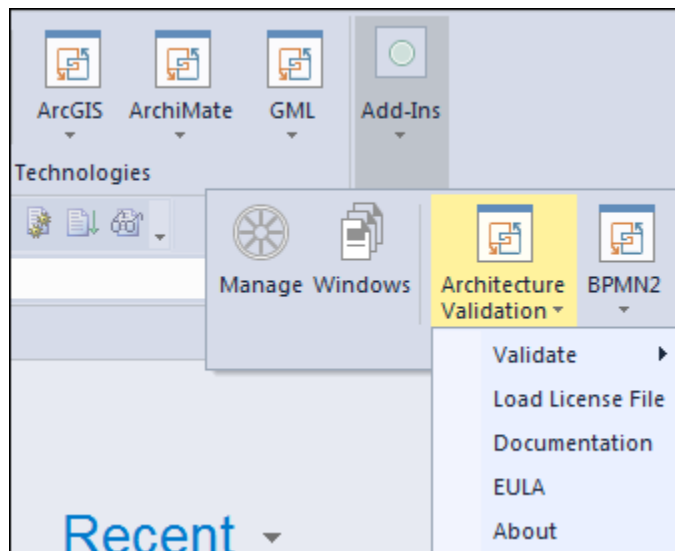 ArcGIS ArchiMate GML Add-Ins
Technologies
Manage Windows Architecture Validation BPMN2
Validate
Load License File
Documentation
EULA
About
Recent